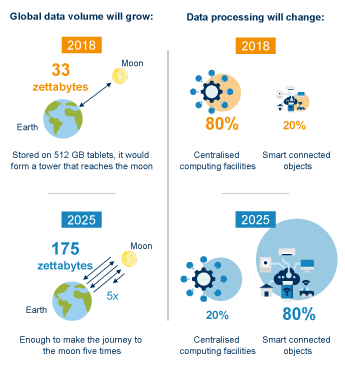 Global data volume will grow:
2018
33
zettabytes
Moon
Earth
Stored on 512 GB tablets, it would
form a tower that reaches the moon
2025
175
zettabytes
Moon
5x
Earth
Enough to make the journey to
the moon five times
Data processing will change:
2018
80%
20%
Centralised
computing facilities
Smart connected
objects
2025
20%
80%
Centralised
computing facilities
Smart connected
objects